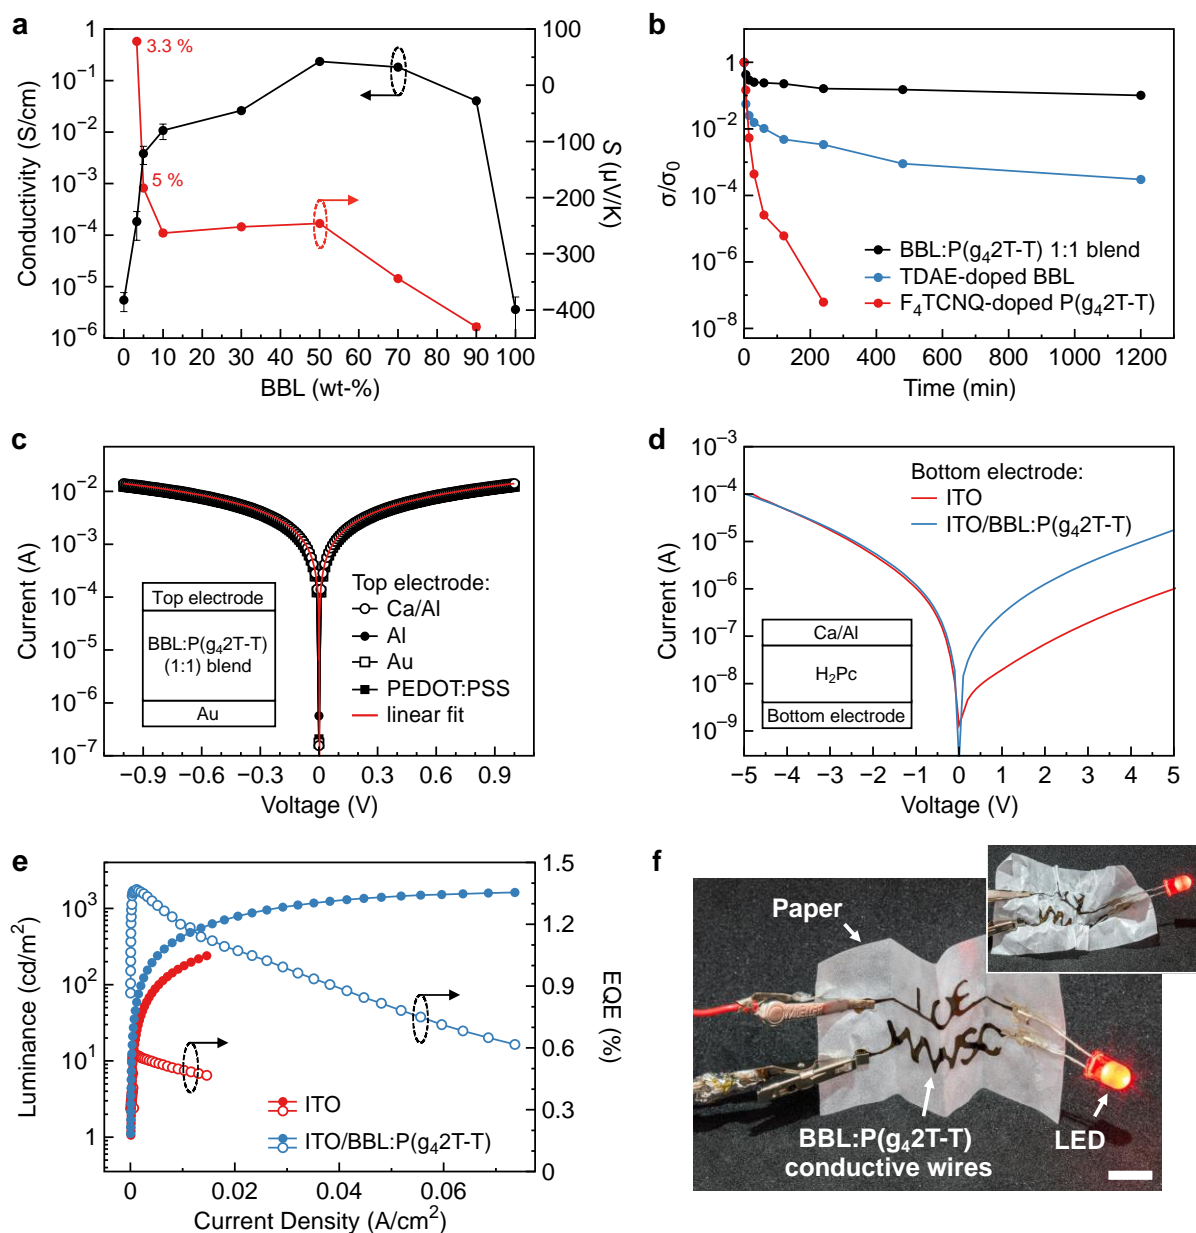 a
Conductivity (S/cm)
1
10⁻¹
10⁻²
10⁻³
10⁻⁴
10⁻⁵
10⁻⁶
3.3 %
5 %
100
0
−100
−200
−300
−400
S (µV/K)
0 10 20 30 40 50 60 70 80 90 100
BBL (wt-%)
b
σ/σ₀
1
10⁻²
10⁻⁴
10⁻⁶
10⁻⁸
BBL:P(g₄2T-T) 1:1 blend
TDAE-doped BBL
F₄TCNQ-doped P(g₄2T-T)
0 200 400 600 800 1000 1200
Time (min)
c
Current (A)
10⁻²
10⁻³
10⁻⁴
10⁻⁵
10⁻⁶
10⁻⁷
Top electrode
BBL:P(g₄2T-T)
(1:1) blend
Au
Top electrode:
Ca/Al
Al
Au
PEDOT:PSS
linear fit
−0.9 −0.6 −0.3 0 0.3 0.6 0.9
Voltage (V)
d
Current (A)
10⁻³
10⁻⁴
10⁻⁵
10⁻⁶
10⁻⁷
10⁻⁸
10⁻⁹
Bottom electrode:
ITO
ITO/BBL:P(g₄2T-T)
Ca/Al
H₂Pc
Bottom electrode
−5 −4 −3 −2 −1 0 1 2 3 4 5
Voltage (V)
e
Luminance (cd/m²)
10³
10²
10¹
1
1.5
1.2
0.9
0.6
0.3
0
EQE (%)
ITO
ITO/BBL:P(g₄2T-T)
0 0.02 0.04 0.06
Current Density (A/cm²)
f
Paper
LOE
WWSC
BBL:P(g₄2T-T)
conductive wires
LED